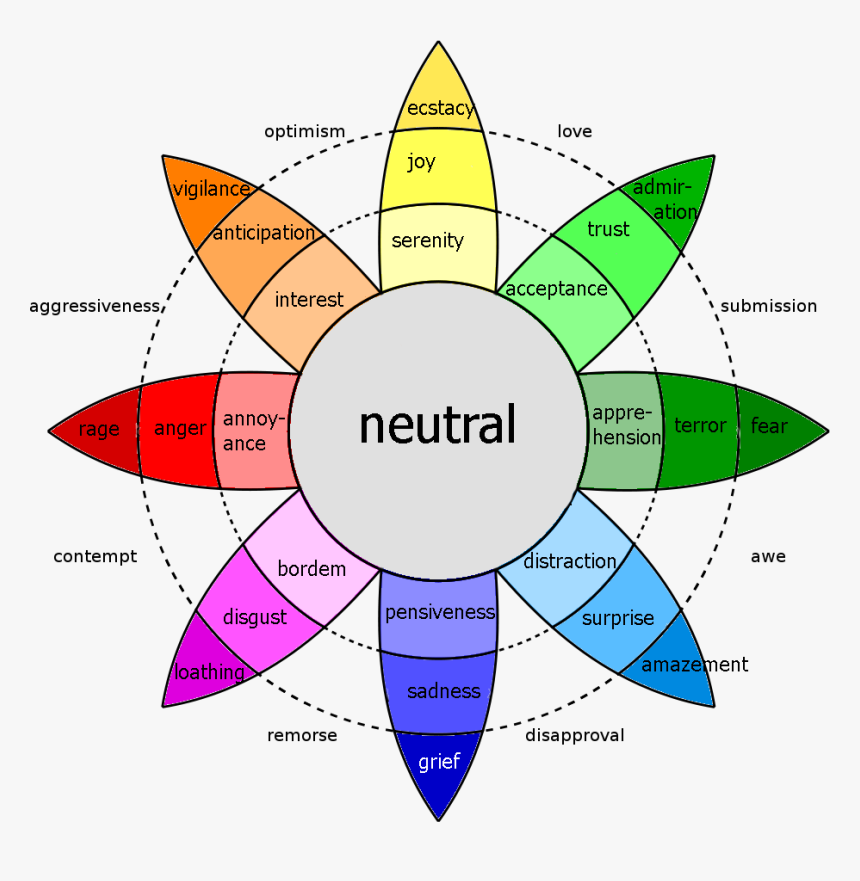 ecstacy
optimism
love
joy
vigilance
admir-
ation
anticipation
trust
serenity
interest
acceptance
aggressiveness
submission
rage
anger
annoy-
ance
neutral
appre-
hension
terror
fear
contempt
awe
bordem
distraction
disgust
pensiveness
surprise
loathing
amazement
sadness
remorse
disapproval
grief